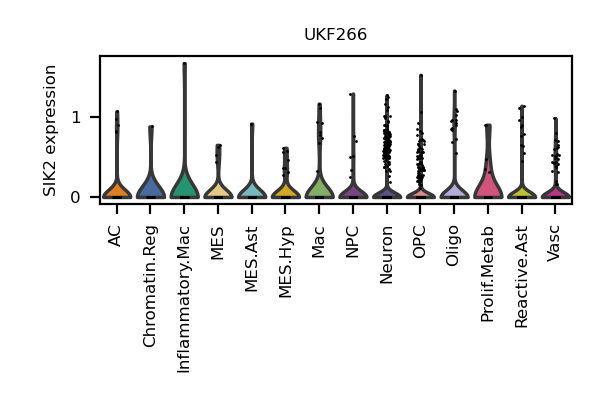 UKF266
SIK2 expression
1
0
AC
Chromatin.Reg
Inflammatory.Mac
MES
MES.Ast
MES.Hyp
Mac
NPC
Neuron
OPC
Oligo
Prolif.Metab
Reactive.Ast
Vasc